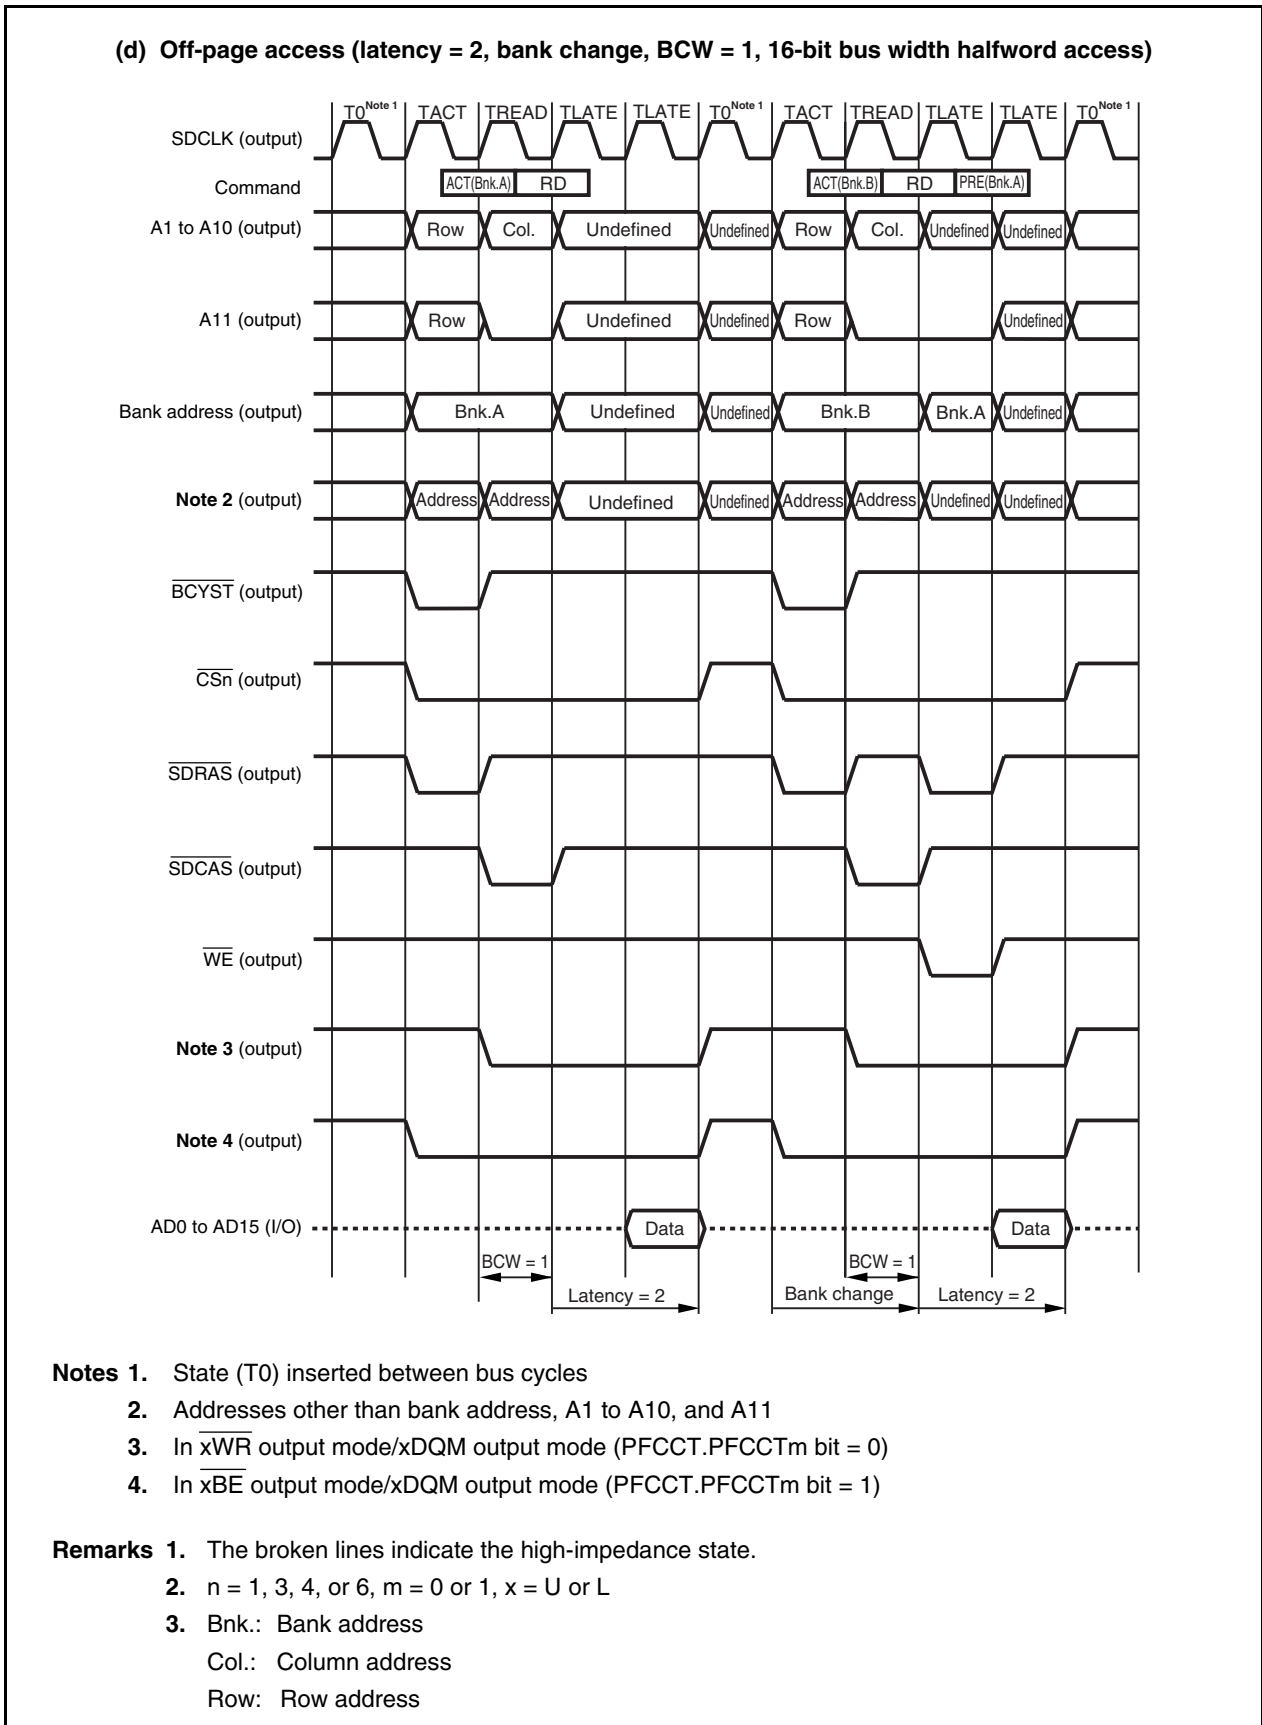 (d) Off-page access (latency = 2, bank change, BCW = 1, 16-bit bus width halfword access)
T0Note 1 TACT TREAD TLATE TLATE T0Note 1 TACT TREAD TLATE TLATE T0Note 1
SDCLK (output)
Command ACT(Bnk.A) RD ACT(Bnk.B) RD PRE(Bnk.A)
A1 to A10 (output) Row Col. Undefined Undefined Row Col. Undefined Undefined
A11 (output) Row Undefined Undefined Row Undefined
Bank address (output) Bnk.A Undefined Undefined Bnk.B Bnk.A Undefined
Note 2 (output) Address Address Undefined Undefined Address Address Undefined Undefined
BCYST (output)
CSn (output)
SDRAS (output)
SDCAS (output)
WE (output)
Note 3 (output)
Note 4 (output)
AD0 to AD15 (I/O) Data Data
BCW = 1 BCW = 1
Latency = 2 Bank change Latency = 2
Notes 1. State (T0) inserted between bus cycles
2. Addresses other than bank address, A1 to A10, and A11
3. In xWR output mode/xDQM output mode (PFCCT.PFCCTm bit = 0)
4. In xBE output mode/xDQM output mode (PFCCT.PFCCTm bit = 1)
Remarks 1. The broken lines indicate the high-impedance state.
2. n = 1, 3, 4, or 6, m = 0 or 1, x = U or L
3. Bnk.: Bank address
Col.: Column address
Row: Row address